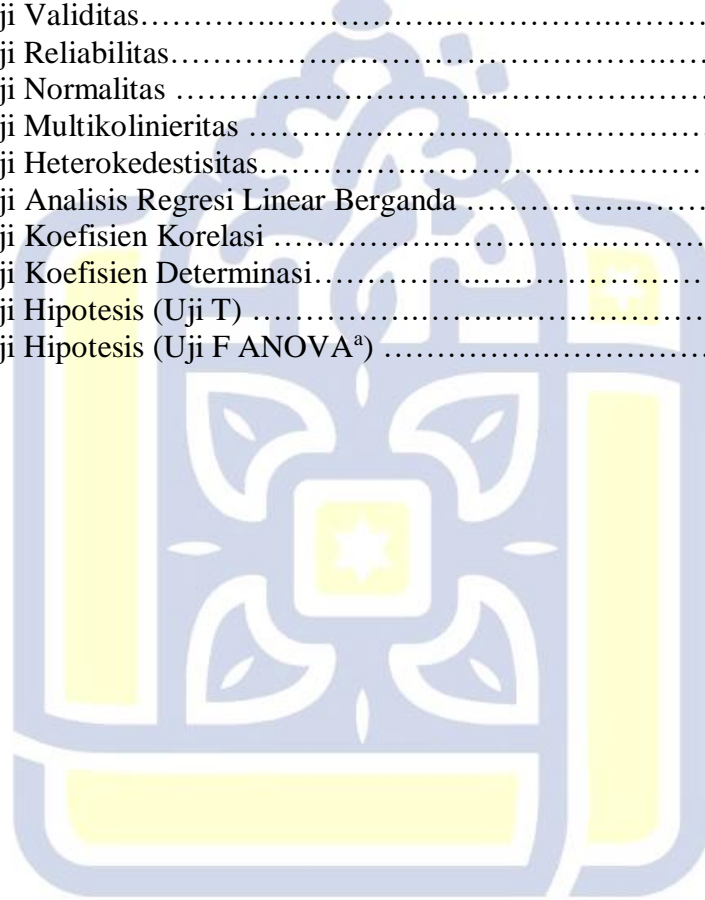 ji Validitas…………………………………………………
ji Reliabilitas………………………………………………
ji Normalitas ………………………………………………
ji Multikolinieritas …………………………………………
ji Heterokedestisitas…………………………………………
ji Analisis Regresi Linear Berganda ………………………
ji Koefisien Korelasi ………………………………………
ji Koefisien Determinasi……………………………………
ji Hipotesis (Uji T) …………………………………………
ji Hipotesis (Uji F ANOVAᵃ) ………………………………